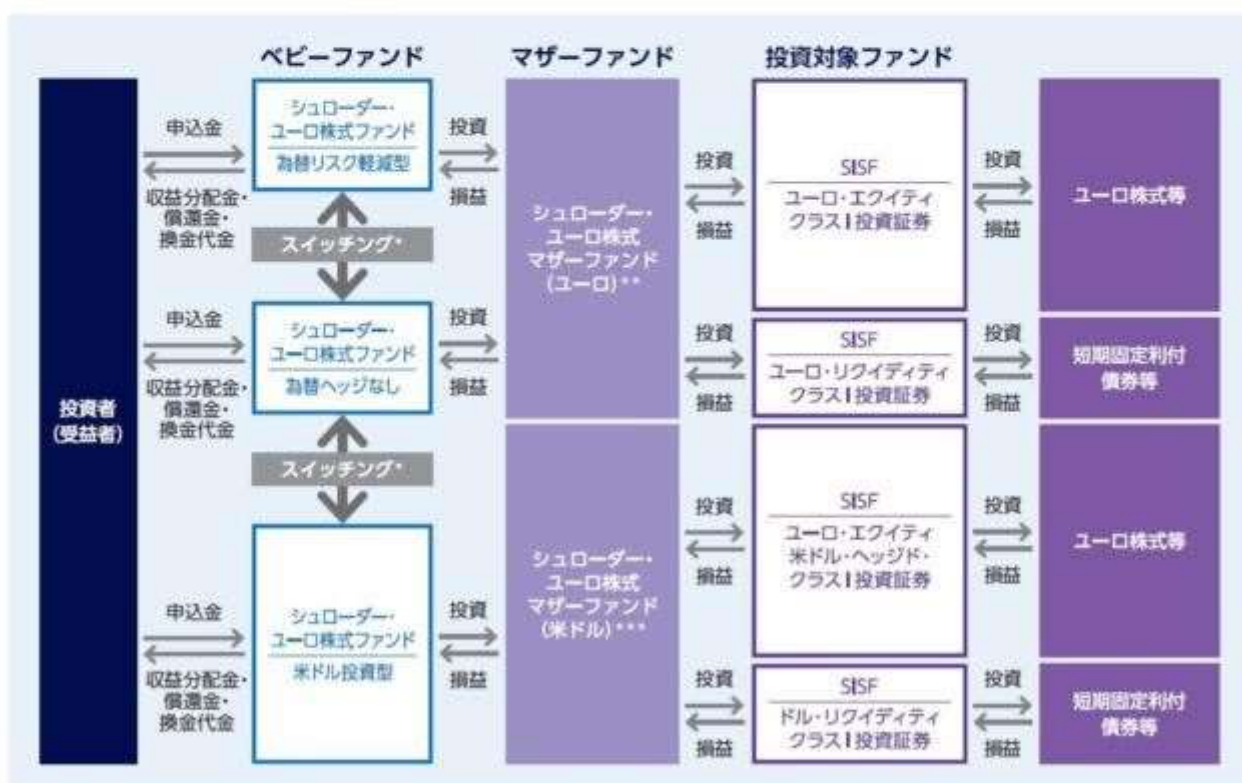 ベビーファンド
マザーファンド
投資対象ファンド
投資者
(受益者)
申込金
収益分配金・
償還金・
換金代金
シュローダー・
ユーロ株式ファンド
為替リスク軽減型
投資
損益
スイッチング*
申込金
収益分配金・
償還金・
換金代金
シュローダー・
ユーロ株式ファンド
為替ヘッジなし
投資
損益
スイッチング*
申込金
収益分配金・
償還金・
換金代金
シュローダー・
ユーロ株式ファンド
米ドル投資型
投資
損益
シュローダー・
ユーロ株式
マザーファンド
(ユーロ)**
シュローダー・
ユーロ株式
マザーファンド
(米ドル)***
投資
損益
SISF
ユーロ・エクイティ
クラスI投資証券
投資
損益
ユーロ株式等
投資
損益
SISF
ユーロ・リクイディティ
クラスI投資証券
投資
損益
短期固定利付
債券等
投資
損益
SISF
ユーロ・エクイティ
米ドル・ヘッジド・
クラスI投資証券
投資
損益
ユーロ株式等
投資
損益
SISF
ドル・リクイディティ
クラスI投資証券
投資
損益
短期固定利付
債券等